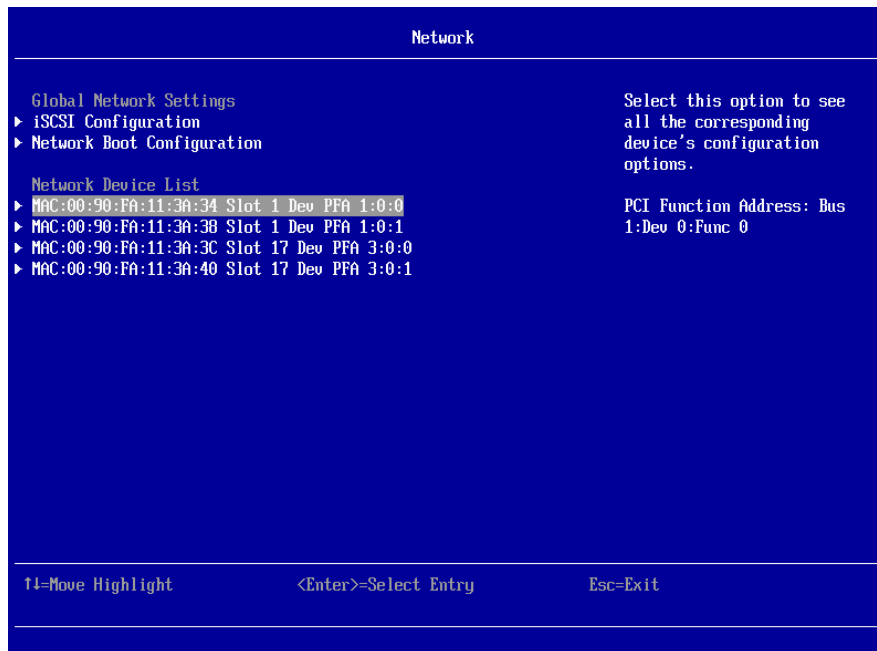 Network
Global Network Settings
▶ iSCSI Configuration
▶ Network Boot Configuration
Network Device List
▶ MAC:00:90:FA:11:3A:34 Slot 1 Dev PFA 1:0:0
▶ MAC:00:90:FA:11:3A:38 Slot 1 Dev PFA 1:0:1
▶ MAC:00:90:FA:11:3A:3C Slot 17 Dev PFA 3:0:0
▶ MAC:00:90:FA:11:3A:40 Slot 17 Dev PFA 3:0:1
Select this option to see
all the corresponding
device's configuration
options.
PCI Function Address: Bus
1:Dev 0:Func 0
↑↓=Move Highlight <Enter>=Select Entry Esc=Exit